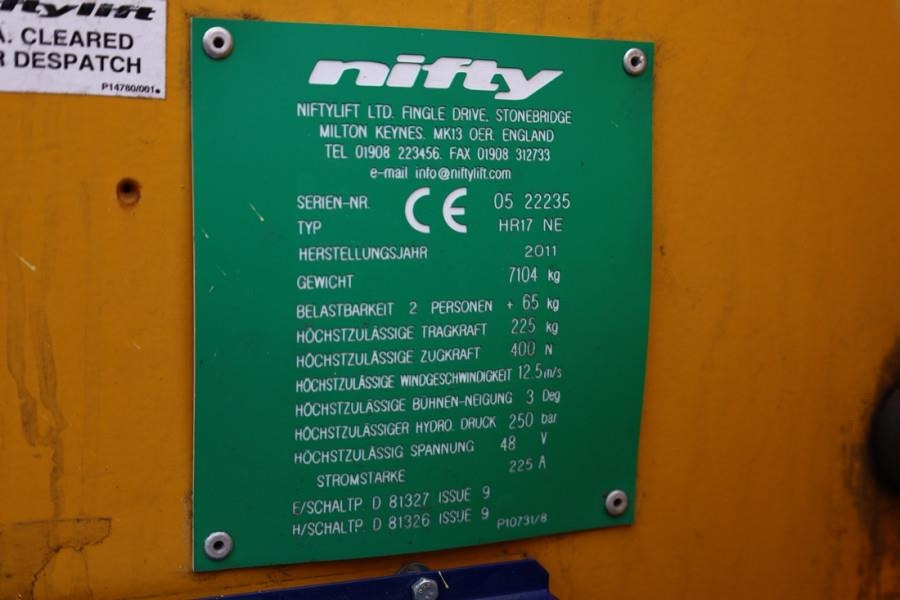 niftylift
A. CLEARED
R DESPATCH
P14780/001
nifty
NIFTYLIFT LTD. FINGLE DRIVE, STONEBRIDGE
MILTON KEYNES. MK13 OER. ENGLAND
TEL 01908 223456. FAX 01908 312733
e-mail info@niftylift.com
SERIEN-NR. CE 05 22235
TYP HR17 NE
HERSTELLUNGSJAHR 2011
GEWICHT 7104 kg
BELASTBARKEIT 2 PERSONEN + 65 kg
HÖCHSTZULÄSSIGE TRAGKRAFT 225 kg
HÖCHSTZULÄSSIGE ZUGKRAFT 400 N
HÖCHSTZULÄSSIGE WINDGESCHWINDIGKEIT 12.5m/s
HÖCHSTZULÄSSIGE BÜHNEN-NEIGUNG 3 Deg
HÖCHSTZULÄSSIGER HYDRO. DRUCK 250 bar
HÖCHSTZULÄSSIG SPANNUNG 48 V
STROMSTARKE 225 A
E/SCHALTP. D 81327 ISSUE 9
H/SCHALTP. D 81326 ISSUE 9
P10731/8